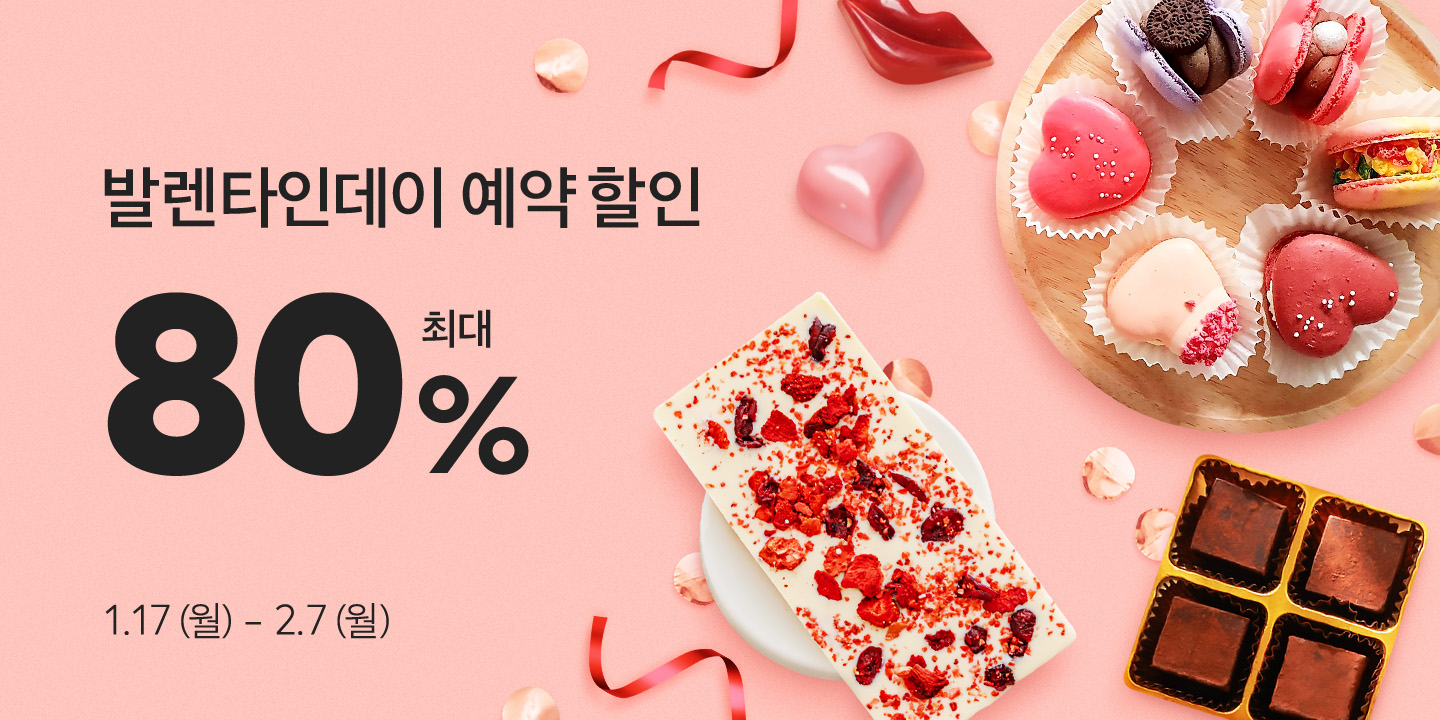 발렌타인데이 예약 할인
최대
80%
1.17 (월) – 2.7 (월)